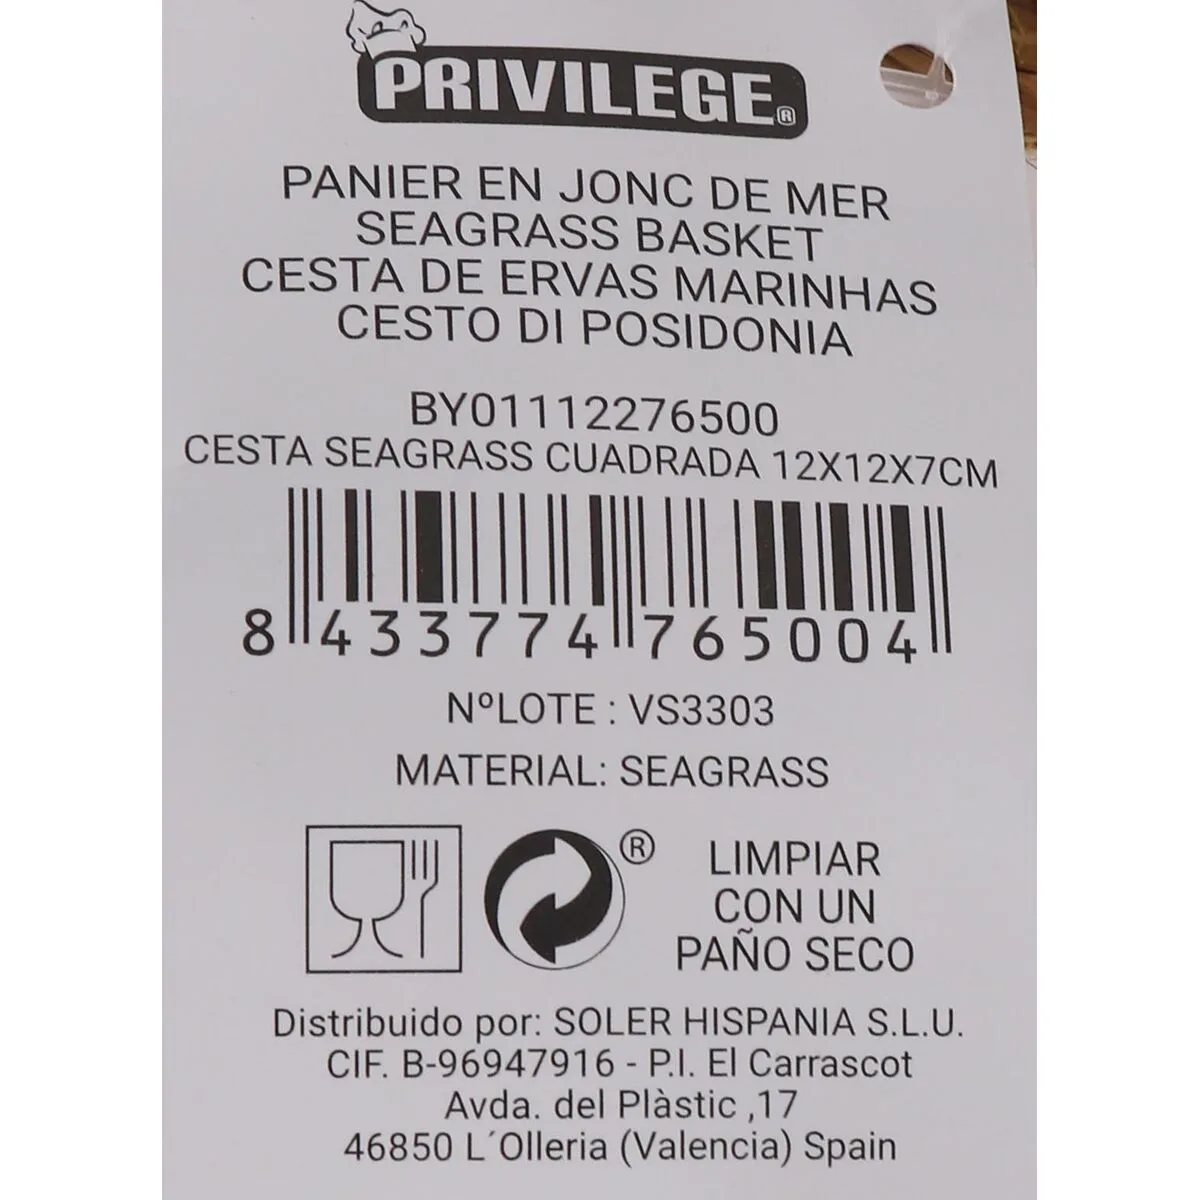 PRIVILEGE®
PANIER EN JONC DE MER
SEAGRASS BASKET
CESTA DE ERVAS MARINHAS
CESTO DI POSIDONIA
BY01112276500
CESTA SEAGRASS CUADRADA 12X12X7CM
8 433774 765004
NºLOTE : VS3303
MATERIAL: SEAGRASS
®
LIMPIAR
CON UN
PAÑO SECO
Distribuido por: SOLER HISPANIA S.L.U.
CIF. B-96947916 - P.I. El Carrascot
Avda. del Plàstic ,17
46850 L´Olleria (Valencia) Spain